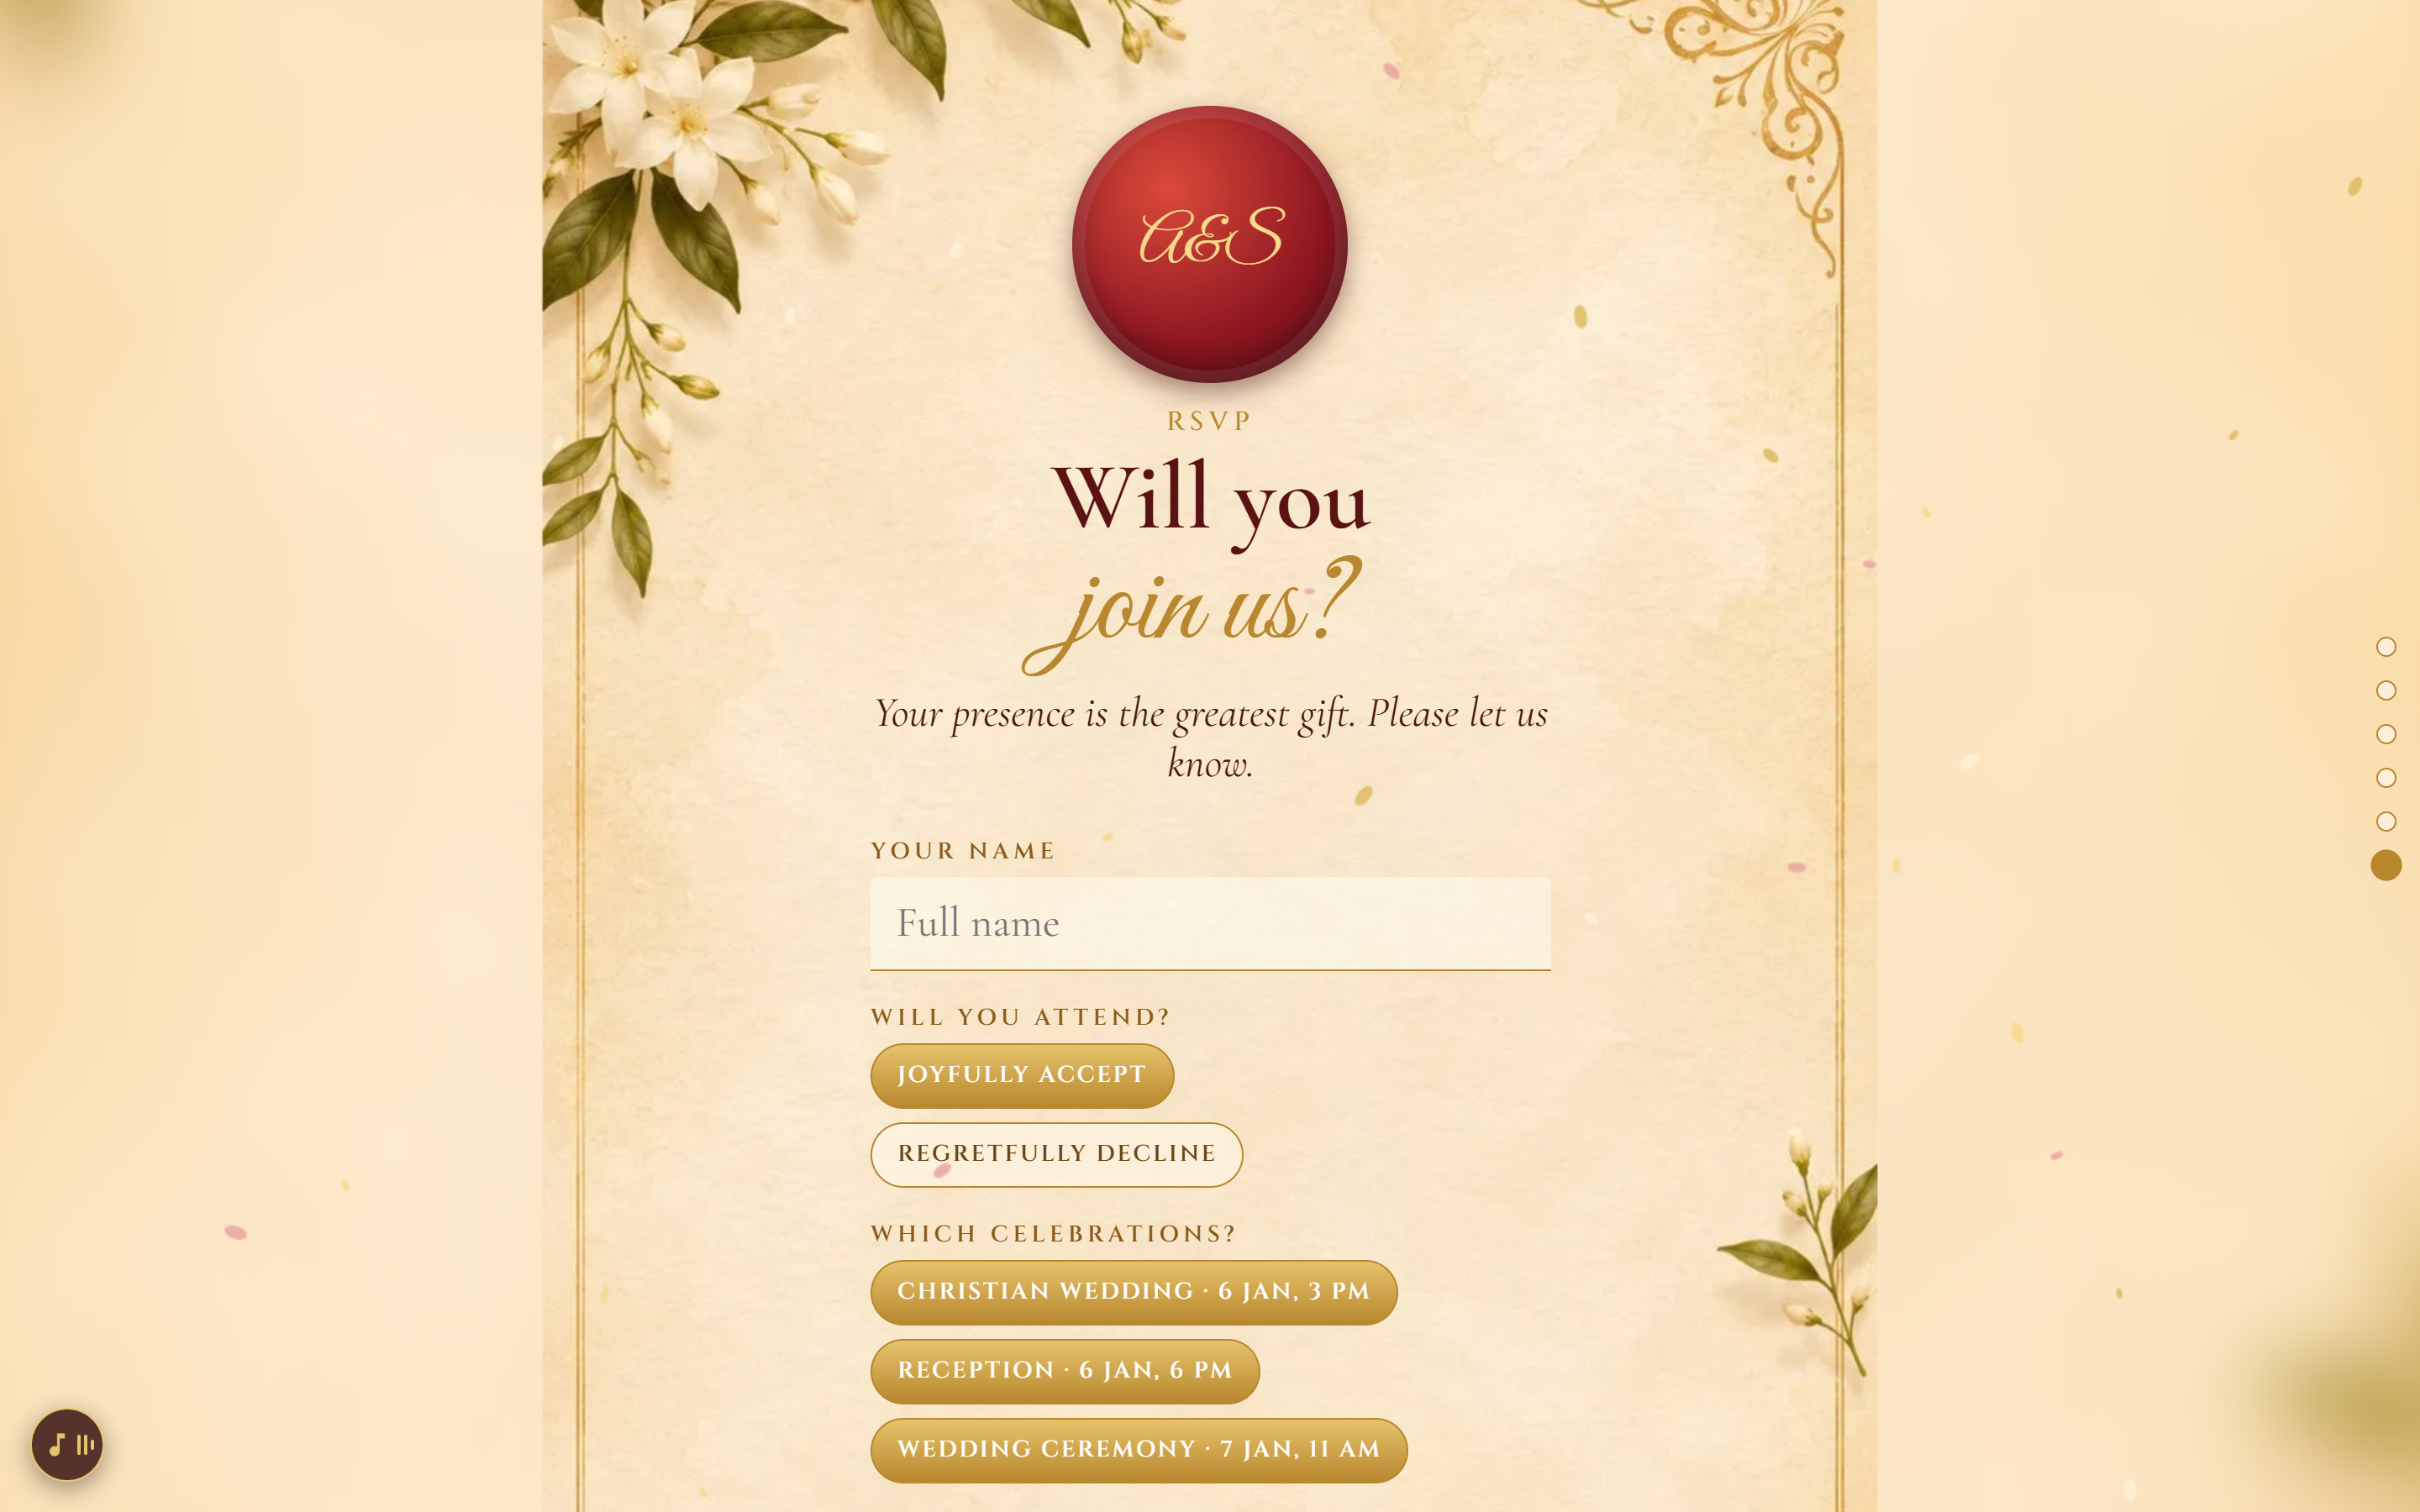 A&S
RSVP
Will you
join us?
Your presence is the greatest gift. Please let us
know.
YOUR NAME
Full name
WILL YOU ATTEND?
JOYFULLY ACCEPT
REGRETFULLY DECLINE
WHICH CELEBRATIONS?
CHRISTIAN WEDDING · 6 JAN, 3 PM
RECEPTION · 6 JAN, 6 PM
WEDDING CEREMONY · 7 JAN, 11 AM